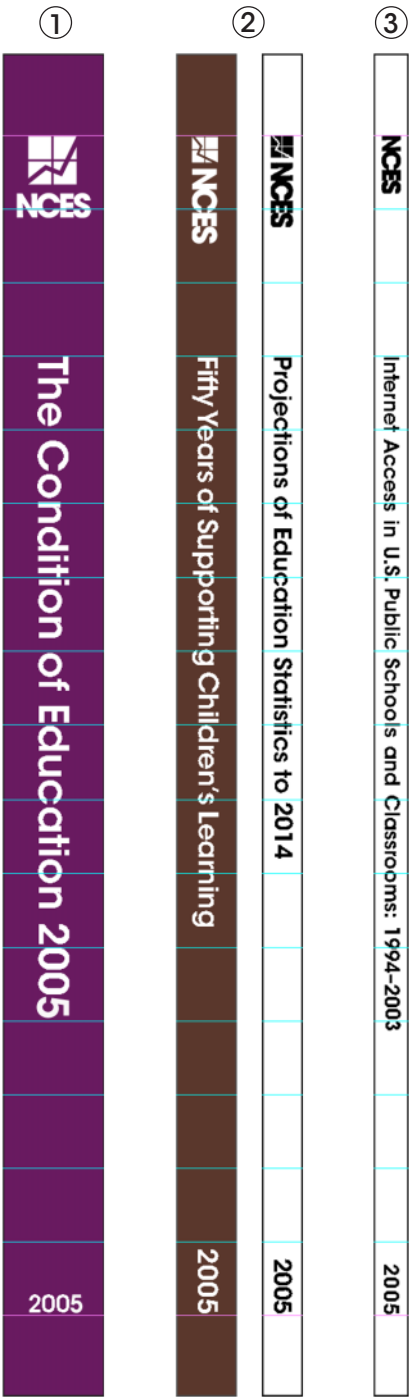 1
2
3
NCES
The Condition of Education 2005
2005
NCES
Fifty Years of Supporting Children's Learning
2005
NCES
Projections of Education Statistics to 2014
2005
NCES
Internet Access in U.S. Public Schools and Classrooms: 1994–2003
2005